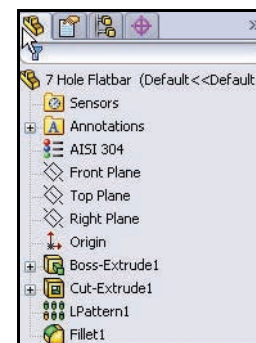 7 Hole Flatbar (Default<<Default
Sensors
A Annotations
AISI 304
Front Plane
Top Plane
Right Plane
Origin
Boss-Extrude1
Cut-Extrude1
LPattern1
Fillet1